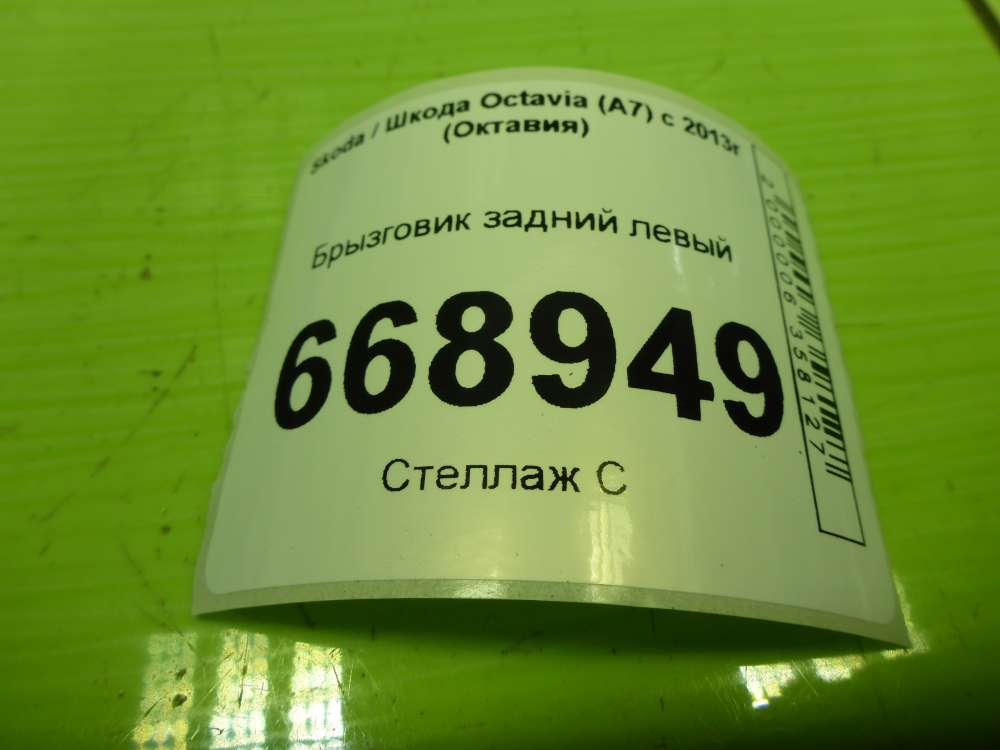 Skoda / Шкода Octavia (A7) с 2013г
(Октавия)
Брызговик задний левый
668949
Стеллаж С
2000006358127